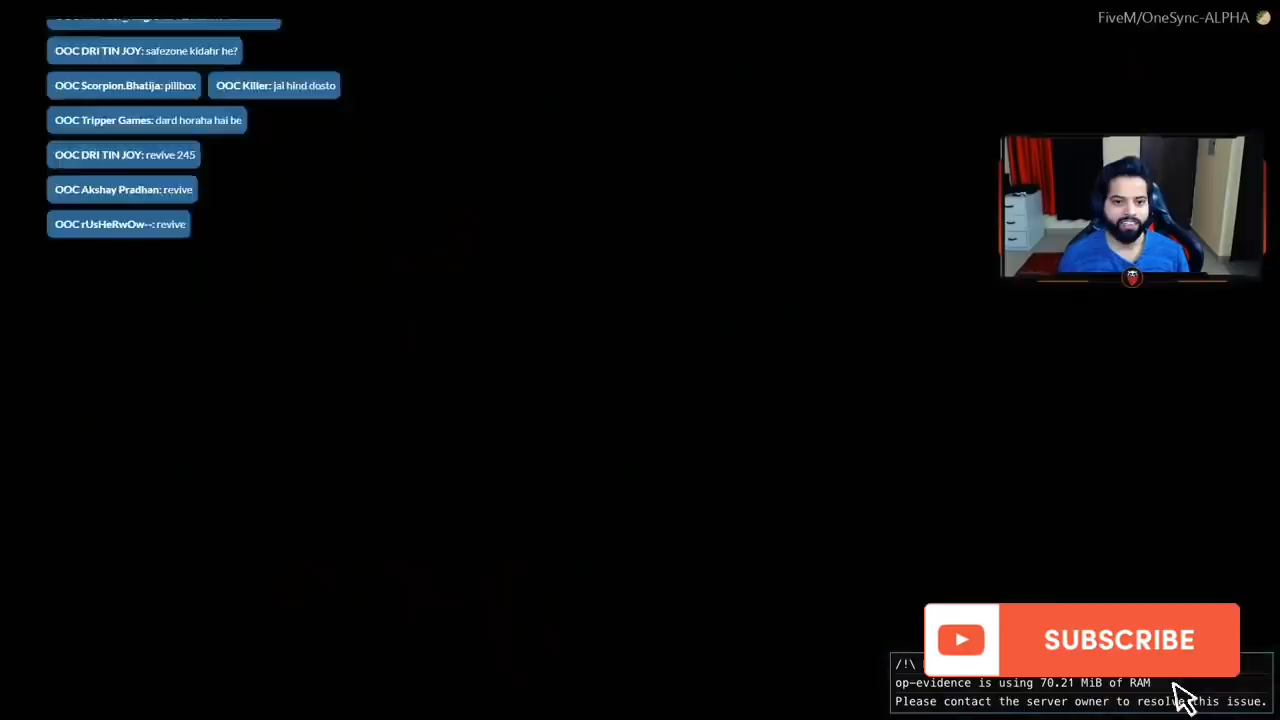 FiveM/OneSync-ALPHA
OOC DRI TIN JOY: safezone kidahr he?
OOC Scorpion.Bhatija: pillbox
OOC Killer: jai hind dosto
OOC Tripper Games: dard horaha hai be
OOC DRI TIN JOY: revive 245
OOC Akshay Pradhan: revive
OOC rUsHeRwOw--: revive
SUBSCRIBE
/!\
op-evidence is using 70.21 MiB of RAM
Please contact the server owner to resolve this issue.